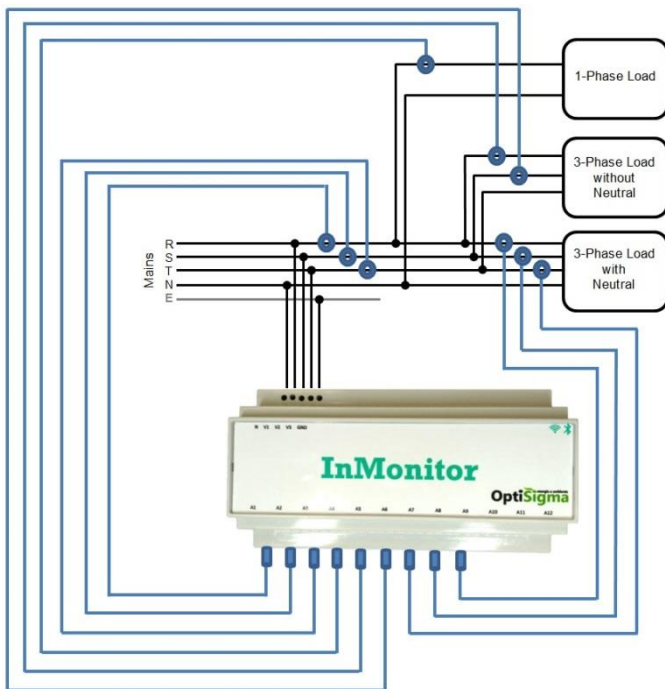 1-Phase Load
3-Phase Load
without
Neutral
3-Phase Load
with
Neutral
Mains
R
S
T
N
E
N V1 V2 V3 GND
InMonitor
OptiSigma
A1 A2 A3 A4 A5 A6 A7 A8 A9 A10 A11 A12